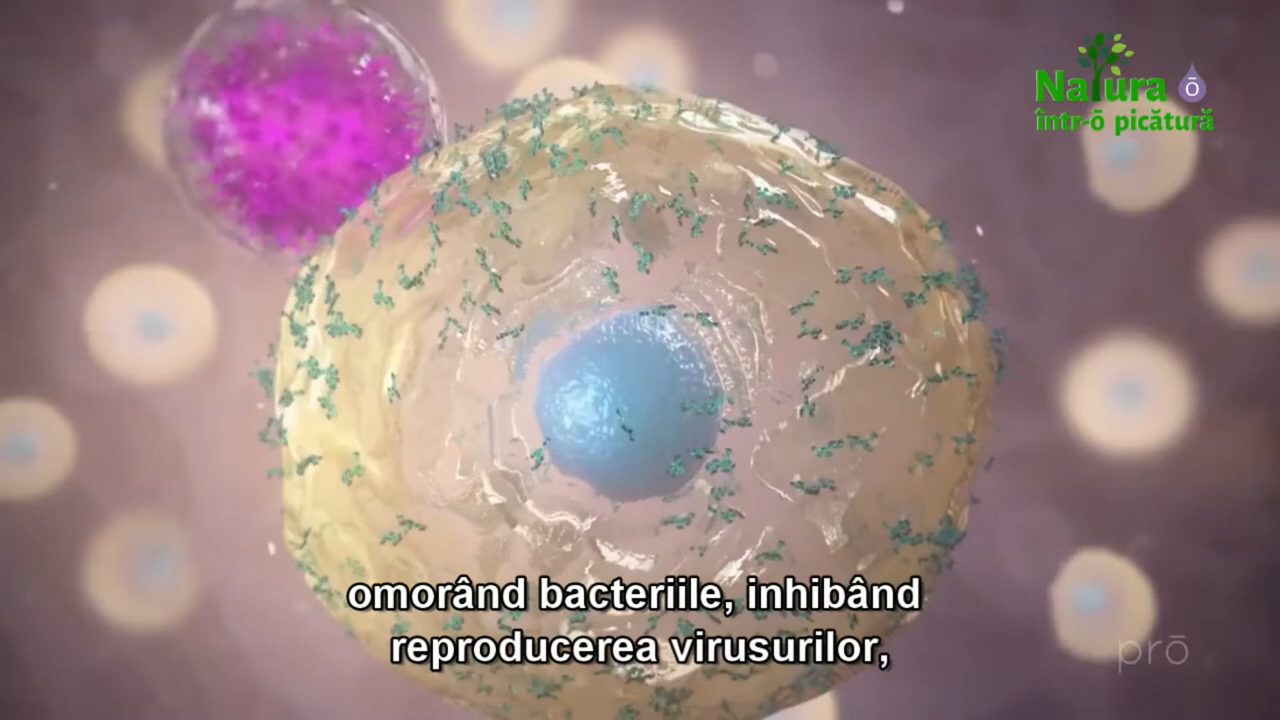 Natura ō
într-ō picătură
omorând bacteriile, inhibând
reproducerea virusurilor,
prō